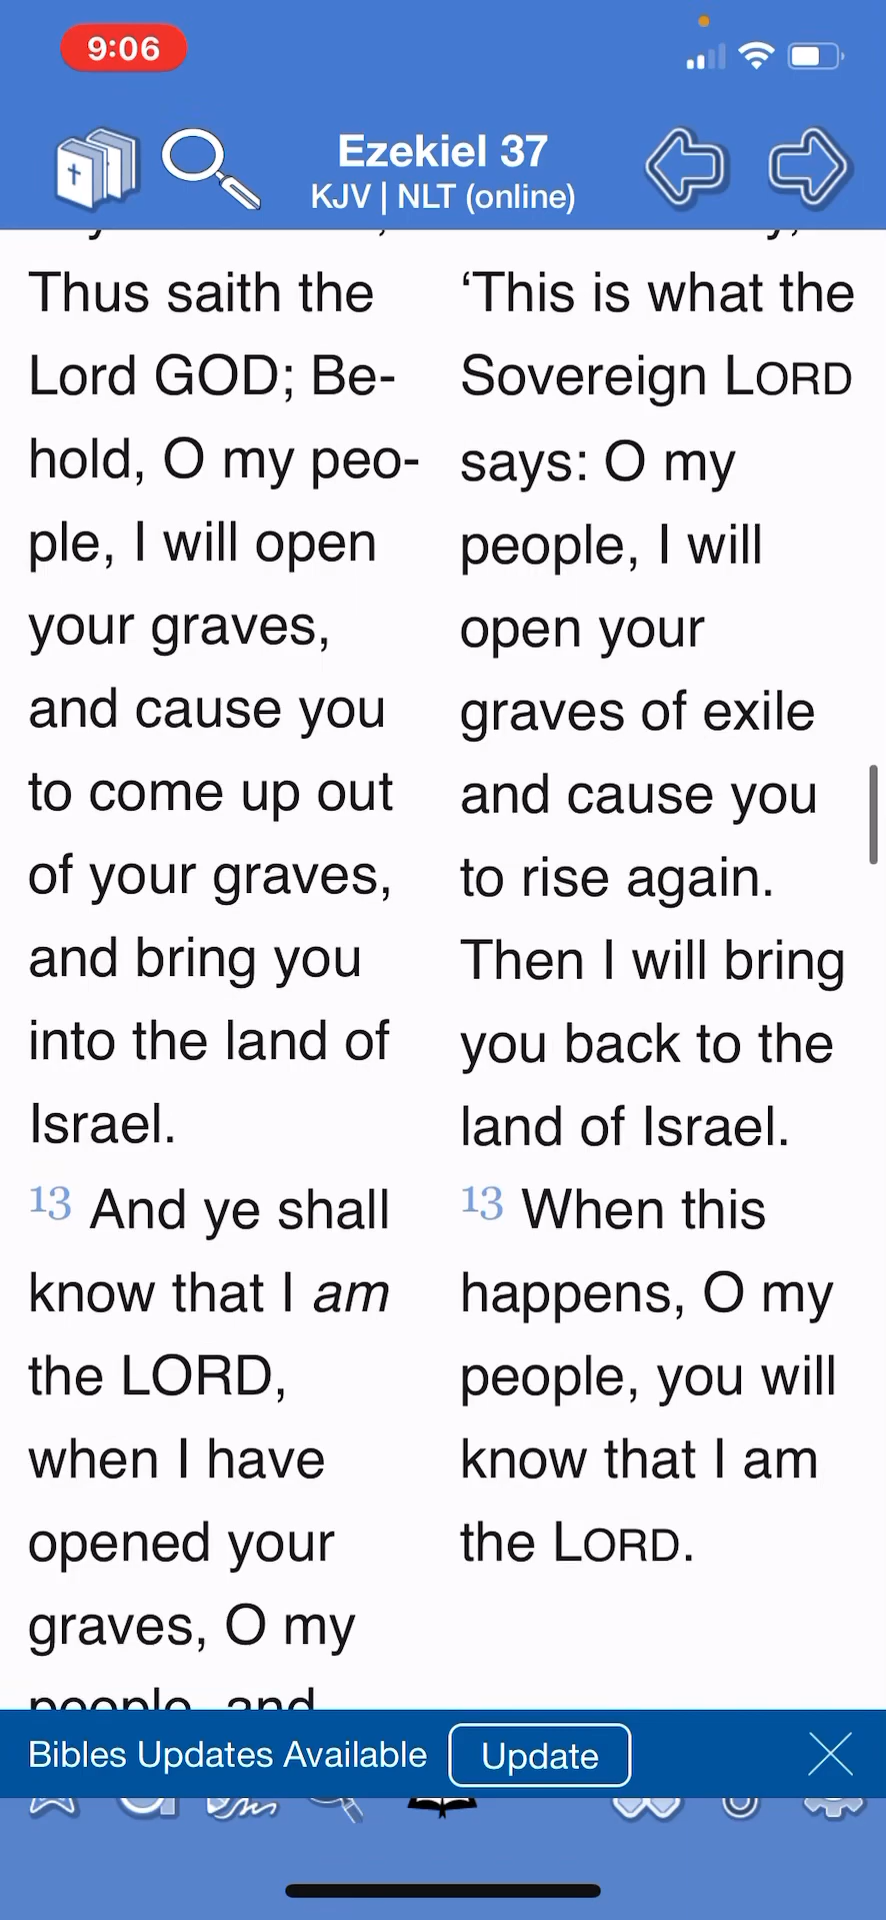 9:06
Ezekiel 37
KJV | NLT (online)
Thus saith the
Lord GOD; Be-
hold, O my peo-
ple, I will open
your graves,
and cause you
to come up out
of your graves,
and bring you
into the land of
Israel.
13 And ye shall
know that I am
the LORD,
when I have
opened your
graves, O my
people, and
‘This is what the
Sovereign LORD
says: O my
people, I will
open your
graves of exile
and cause you
to rise again.
Then I will bring
you back to the
land of Israel.
13 When this
happens, O my
people, you will
know that I am
the LORD.
Bibles Updates Available
Update